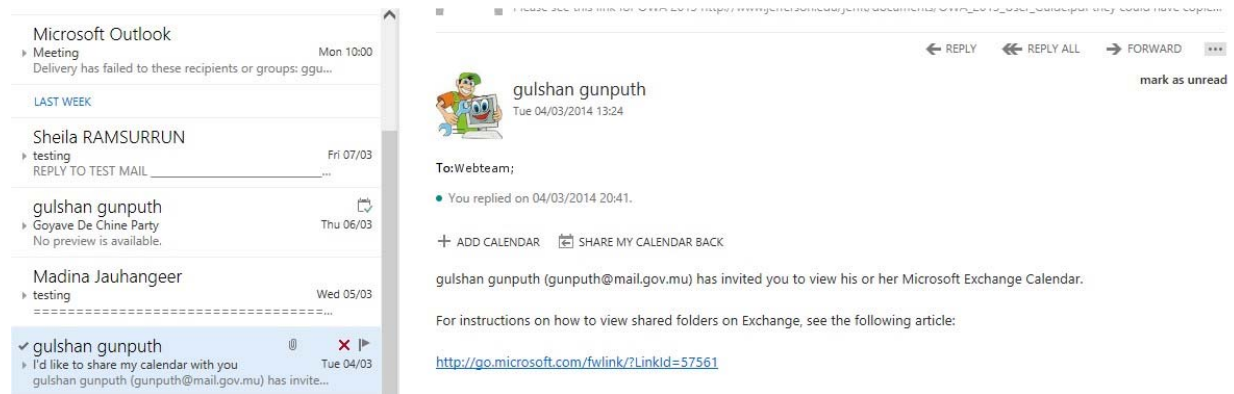 Microsoft Outlook
Meeting Mon 10:00
Delivery has failed to these recipients or groups: ggu...
LAST WEEK
Sheila RAMSURRUN
testing Fri 07/03
REPLY TO TEST MAIL ______________________...
gulshan gunputh
Goyave De Chine Party Thu 06/03
No preview is available.
Madina Jauhangeer
testing Wed 05/03
==================================...
gulshan gunputh
I'd like to share my calendar with you Tue 04/03
gulshan gunputh (gunputh@mail.gov.mu) has invite...
REPLY REPLY ALL FORWARD ...
mark as unread
gulshan gunputh
Tue 04/03/2014 13:24
To:Webteam;
You replied on 04/03/2014 20:41.
+ ADD CALENDAR SHARE MY CALENDAR BACK
gulshan gunputh (gunputh@mail.gov.mu) has invited you to view his or her Microsoft Exchange Calendar.
For instructions on how to view shared folders on Exchange, see the following article:
http://go.microsoft.com/fwlink/?LinkId=57561